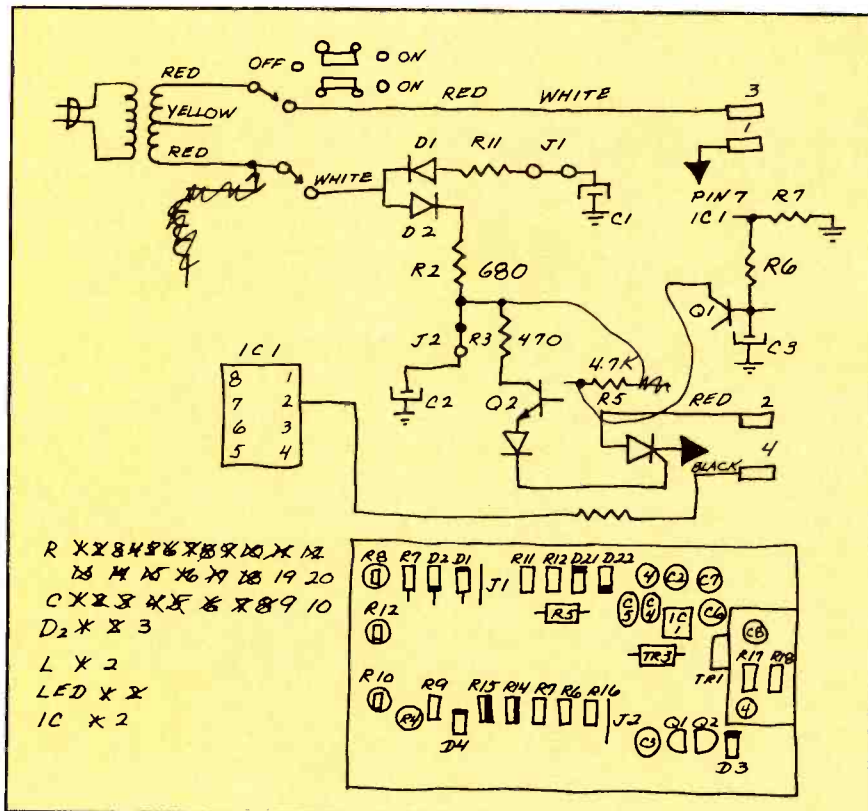 OFF ON
ON
RED RED WHITE 3
YELLOW 1
RED WHITE D1 R11 J1
D2 C1 PIN 7 R7
IC1 R6
R2 680 Q1
J2 R3 470 C3
IC1 4.7K
8 1 C2 Q2 R5 RED 2
7 2
6 3 4
5 4 BLACK
R 19 20
C 9 10
D2 3
L 2
LED
IC 2
R8 R7 D2 D1 J1 R11 R12 D21 D22 4 C2 C7
R12 R5 C5 C4 IC1 C6
TR3 TR1 C8
R10 R9 R15 R14 R7 R6 R16 R17 R18
R4 D4 J2 C3 Q1 Q2 4
D3